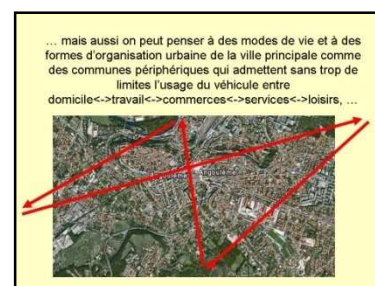 … mais aussi on peut penser à des modes de vie et à des
formes d'organisation urbaine de la ville principale comme
des communes périphériques qui admettent sans trop de
limites l'usage du véhicule entre
domicile<->travail<->commerces<->services<->loisirs, …
Angoulême